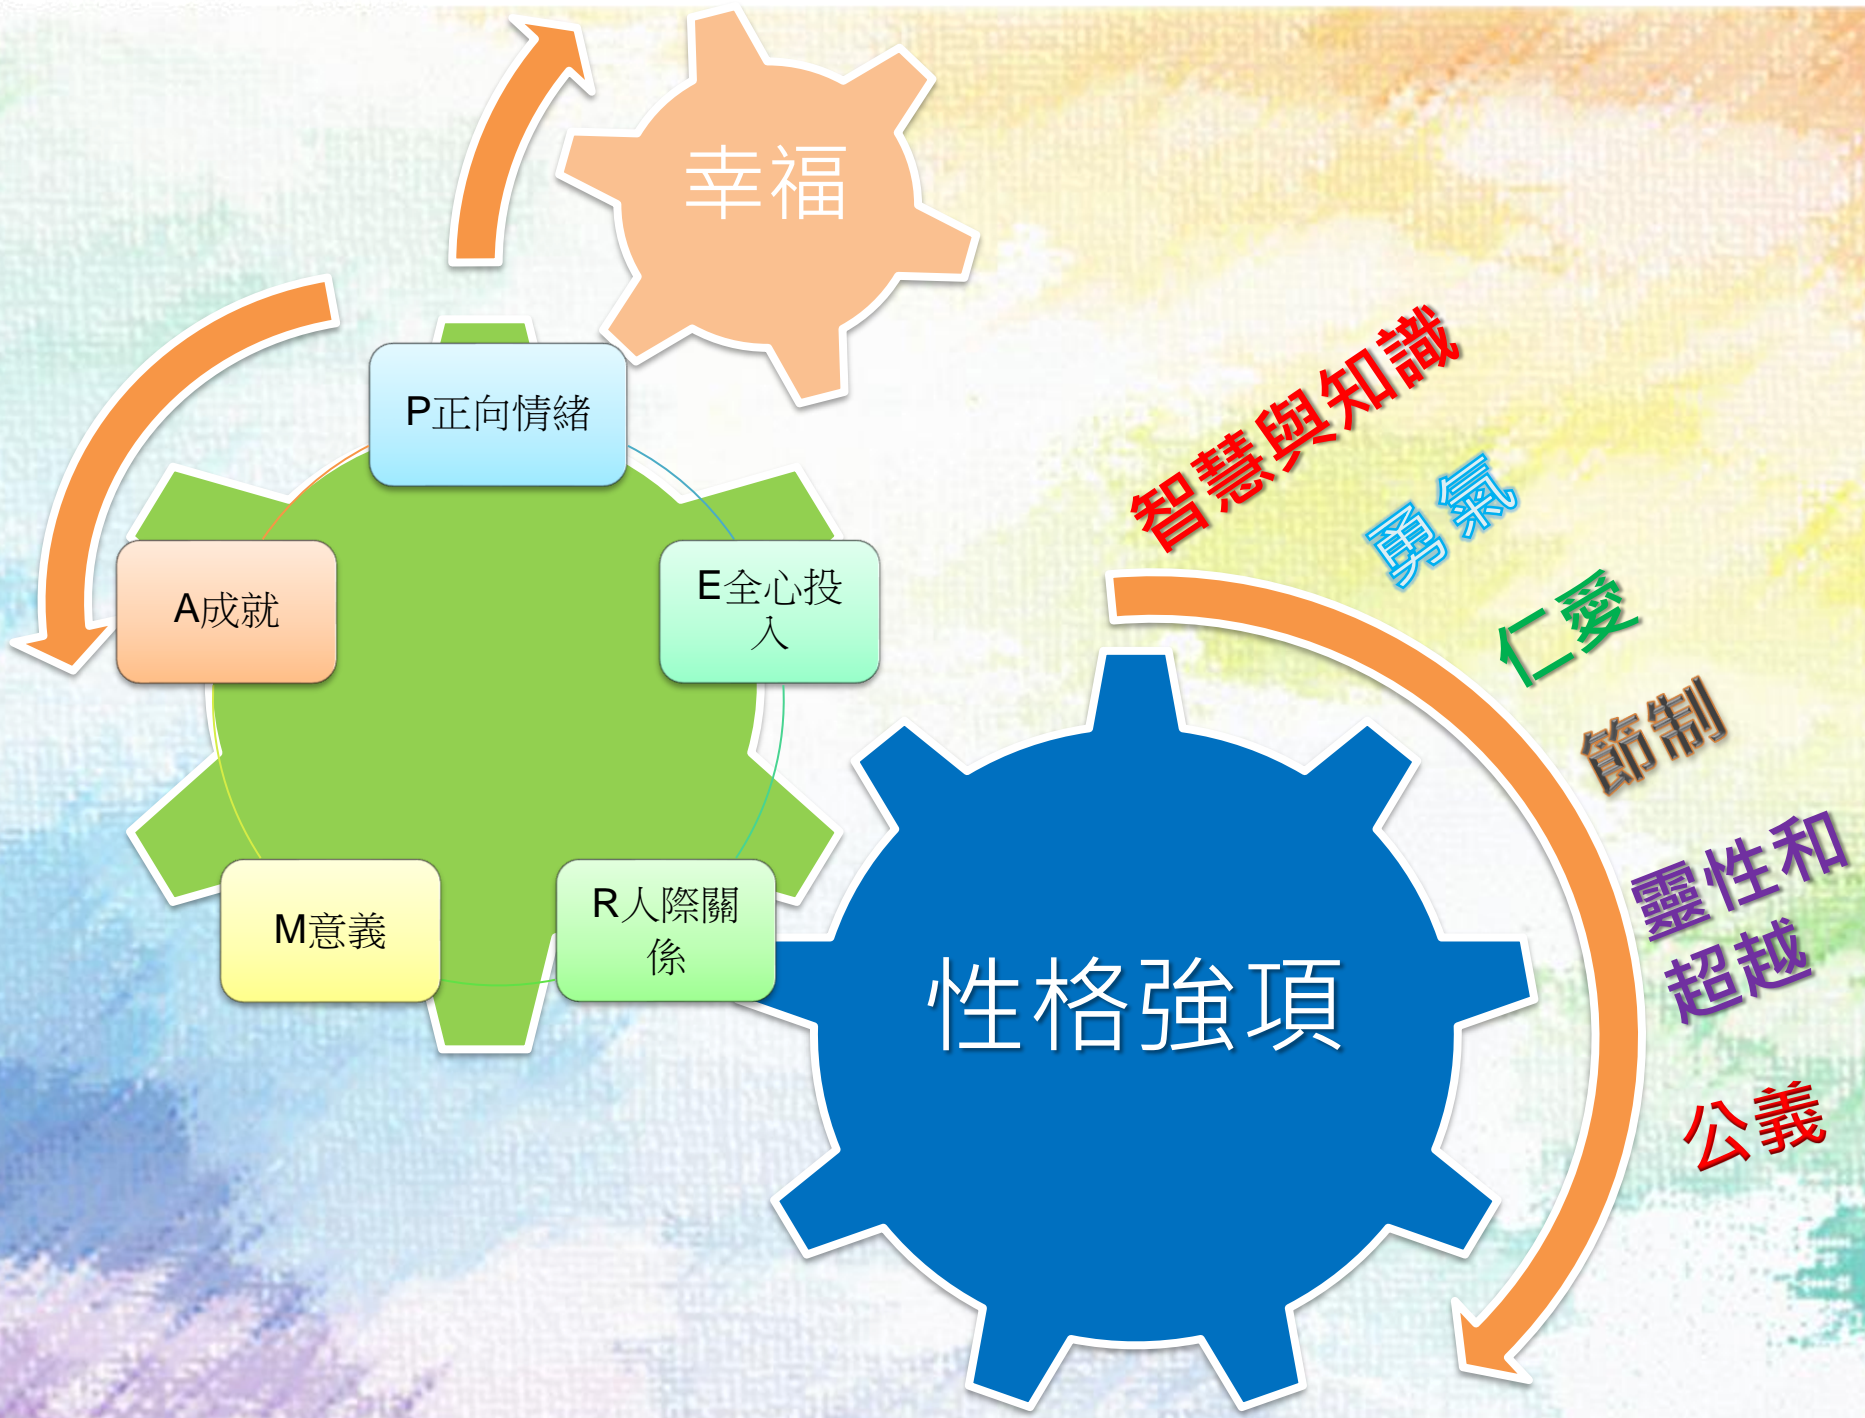 幸福
P正向情緒
A成就
E全心投
入
M意義
R人際關
係
性格強項
智慧與知識
勇氣
仁愛
節制
靈性和
超越
公義